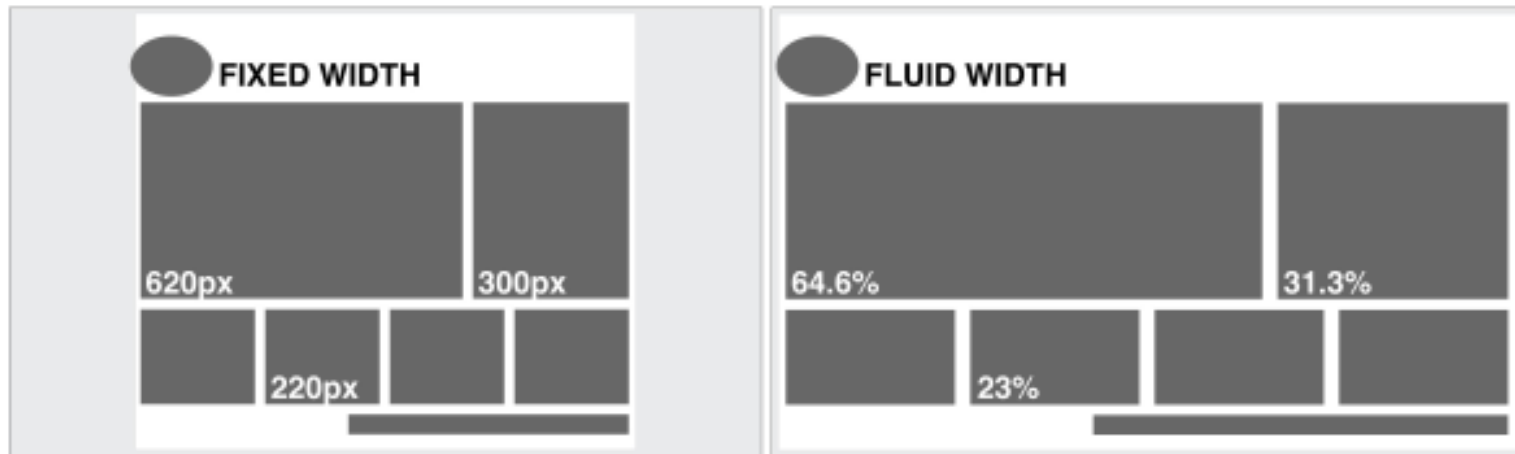 FIXED WIDTH
620px
300px
220px
FLUID WIDTH
64.6%
31.3%
23%